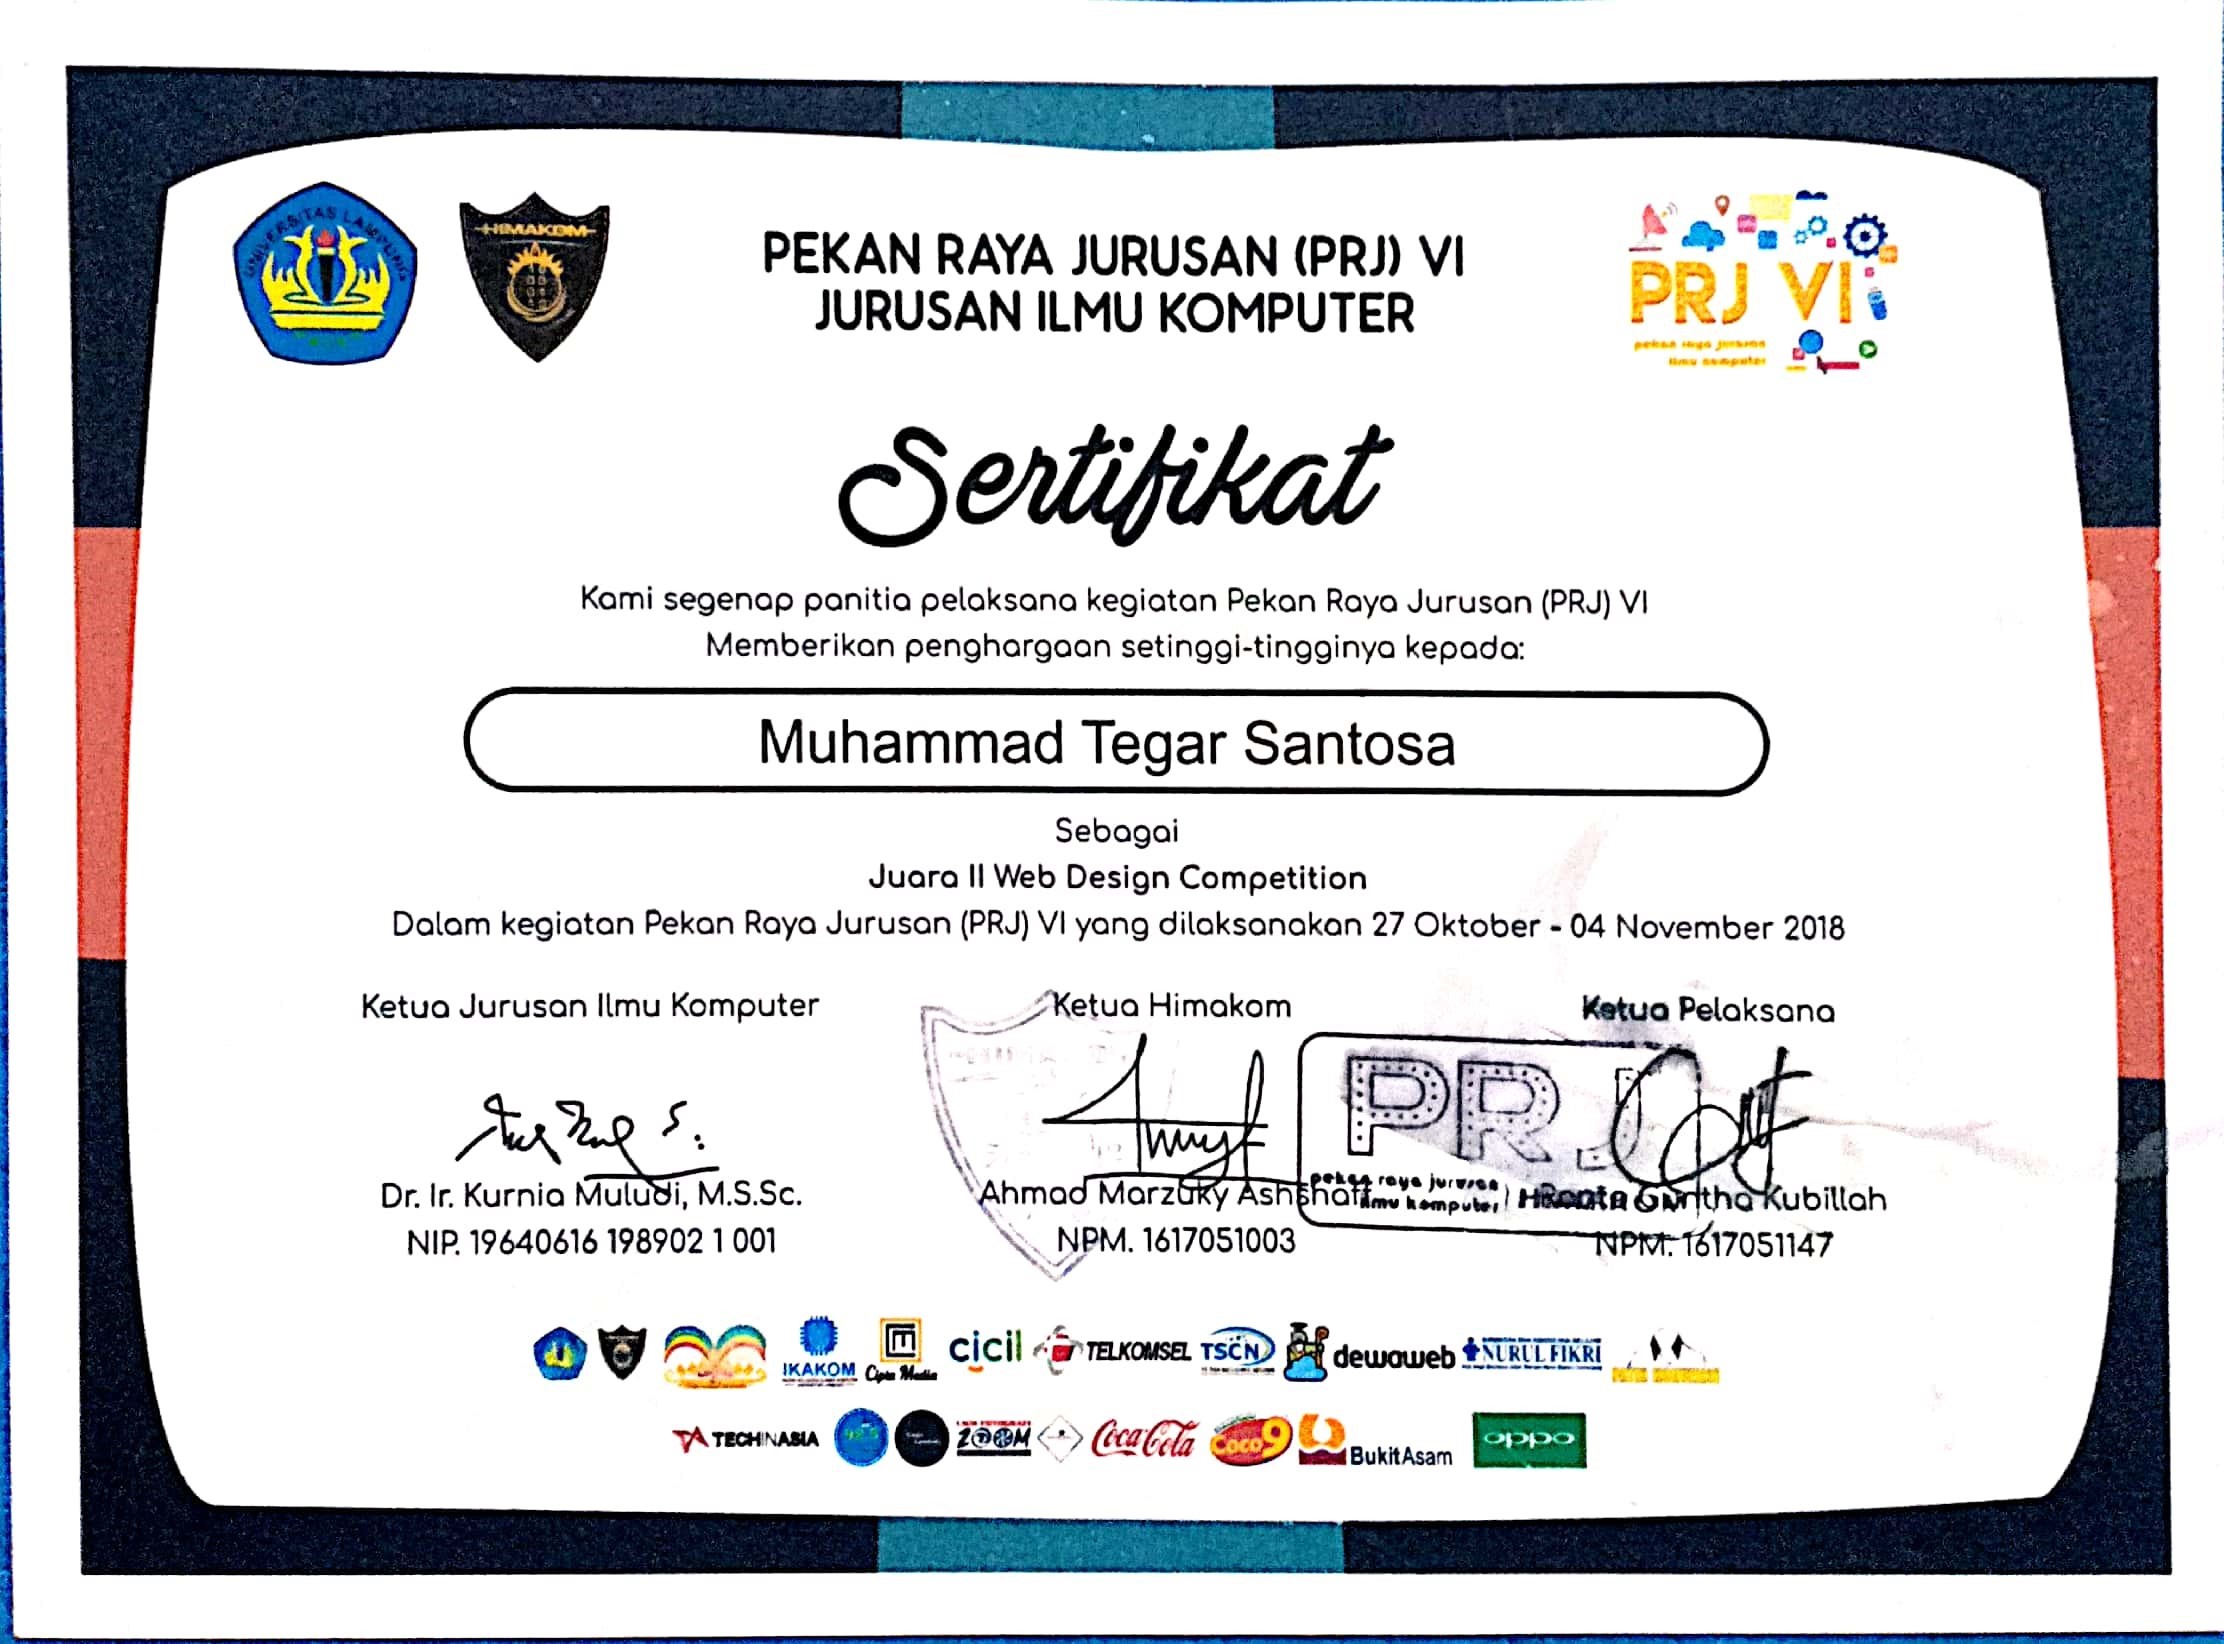 UNIVERSITAS LAMPUNG
HIMAKOM
PEKAN RAYA JURUSAN (PRJ) VI
JURUSAN ILMU KOMPUTER
PRJ VI
pekan raya jurusan
ilmu komputer
Sertifikat
Kami segenap panitia pelaksana kegiatan Pekan Raya Jurusan (PRJ) VI
Memberikan penghargaan setinggi-tingginya kepada:
Muhammad Tegar Santosa
Sebagai
Juara II Web Design Competition
Dalam kegiatan Pekan Raya Jurusan (PRJ) VI yang dilaksanakan 27 Oktober - 04 November 2018
Ketua Jurusan Ilmu Komputer
Ketua Himakom
Ketua Pelaksana
PRJ
pekan raya jurusan
ilmu komputer
Dr. Ir. Kurnia Muludi, M.S.Sc.
Ahmad Marzuky Kubillah
NIP. 19640616 198902 1 001
NPM. 1617051003
NPM. 1617051147
IKAKOM
Cipta Media
cicil
TELKOMSEL
TSCN
dewaweb
NURUL FIKRI
TECHINASIA
ZOOM
Coca-Cola
Coco 9
BukitAsam
oppo